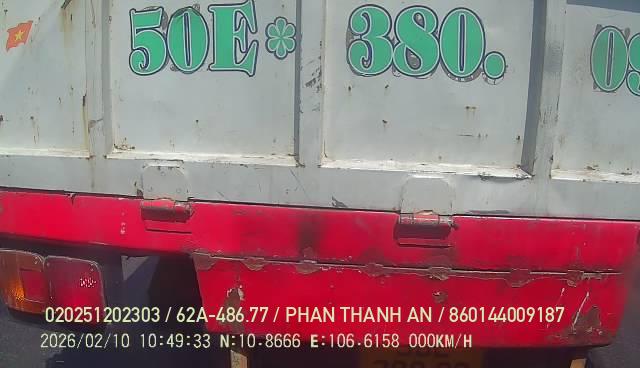 50E 380.09
020251202303 / 62A-486.77 / PHAN THANH AN / 860144009187
2026/02/10 10:49:33 N:10.8666 E:106.6158 000KM/H